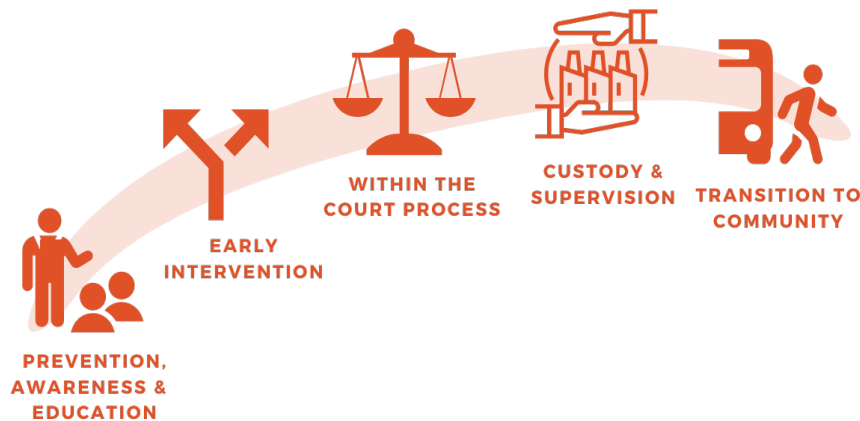 PREVENTION,
AWARENESS &
EDUCATION
EARLY
INTERVENTION
WITHIN THE
COURT PROCESS
CUSTODY &
SUPERVISION
TRANSITION TO
COMMUNITY